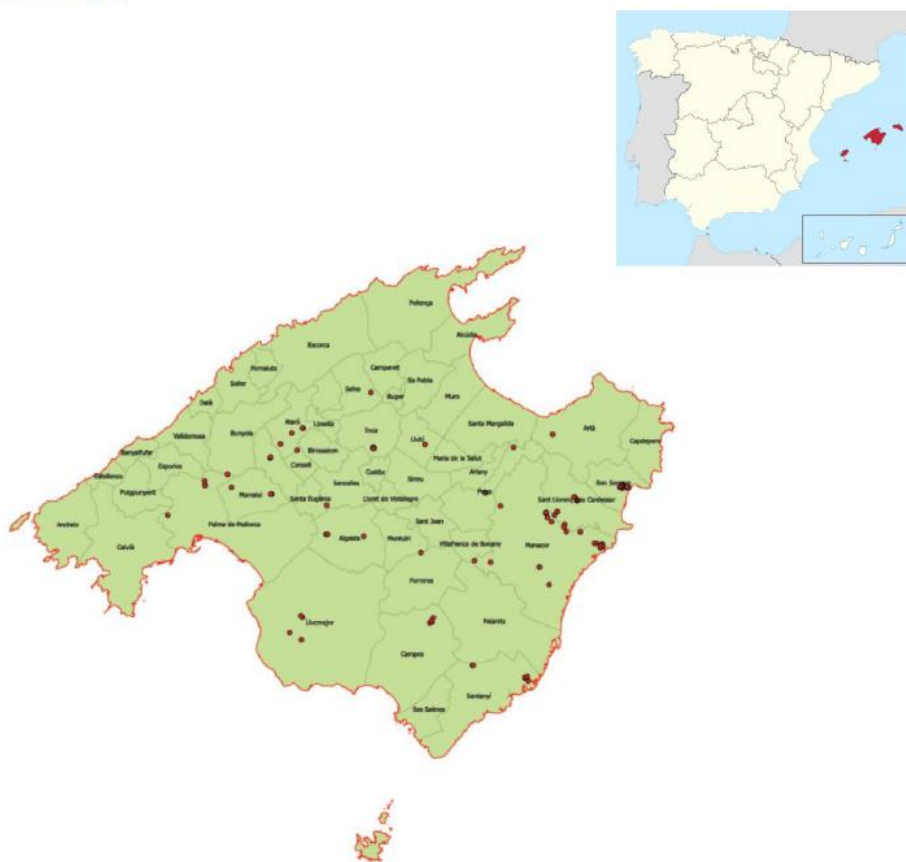 Pollença
Alcúdia
Escorca
Fornalutx
Campanet
Sóller
Sa Pobla
Selva
Búger
Muro
Deià
Santa Margalida
Artà
Valldemossa
Bunyola
Alaró
Lloseta
Inca
Llubí
Capdepera
Banyalbufar
Binissalem
Maria de la Salut
Esporles
Consell
Estellencs
Costitx
Sineu
Ariany
Puigpunyent
Marratxí
Santa Eugènia
Sencelles
Lloret de Vistalegre
Petra
Son Servera
Sant Llorenç des Cardassar
Andratx
Palma de Mallorca
Sant Joan
Calvià
Algaida
Montuïri
Vilafranca de Bonany
Manacor
Porreres
Llucmajor
Felanitx
Campos
Santanyí
Ses Salines